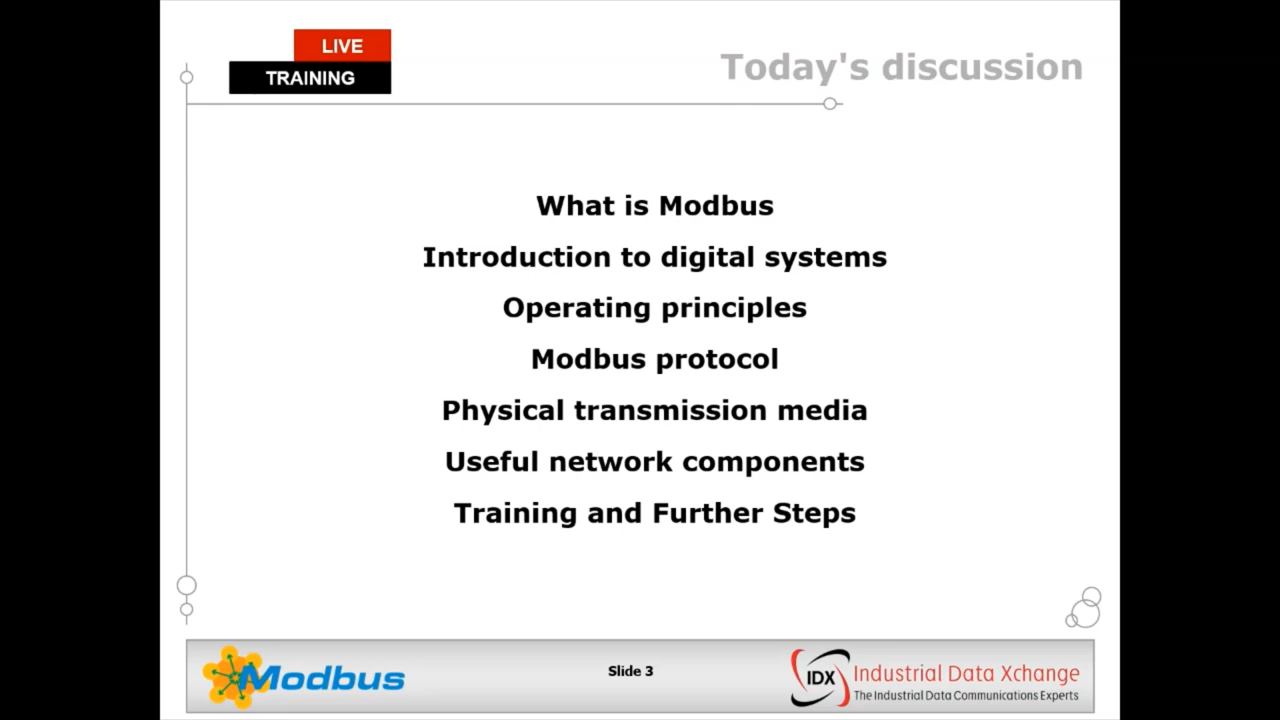 LIVE
TRAINING
Today's discussion
What is Modbus
Introduction to digital systems
Operating principles
Modbus protocol
Physical transmission media
Useful network components
Training and Further Steps
Modbus
Slide 3
IDX
Industrial Data Xchange
The Industrial Data Communications Experts